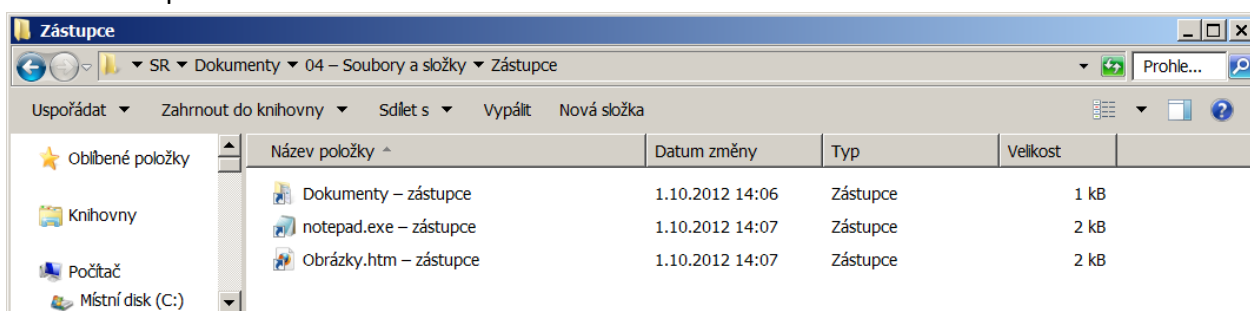 Zástupce
SR Dokumenty 04 – Soubory a složky Zástupce Prohle...
Uspořádat Zahrnout do knihovny Sdílet s Vypálit Nová složka
Oblíbené položky Název položky Datum změny Typ Velikost
Dokumenty – zástupce 1.10.2012 14:06 Zástupce 1 kB
Knihovny notepad.exe – zástupce 1.10.2012 14:07 Zástupce 2 kB
Obrázky.htm – zástupce 1.10.2012 14:07 Zástupce 2 kB
Počítač
Místní disk (C:)